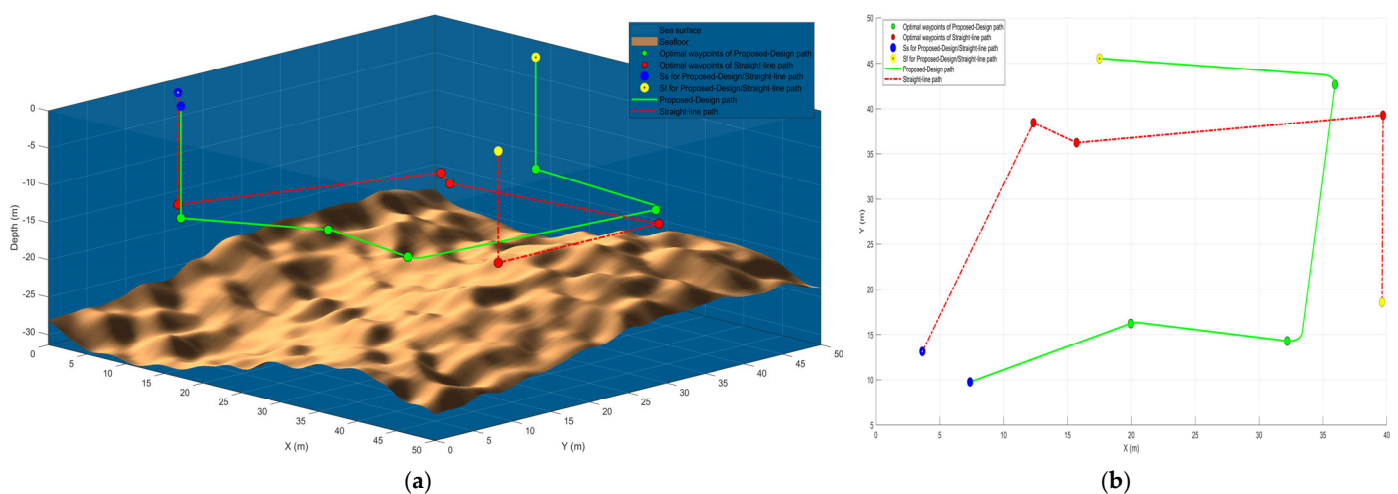 Sea surface
Seafloor
Optimal waypoints of Proposed-Design path
Optimal waypoints of Straight-line path
Ss for Proposed-Design/Straight-line path
Sf for Proposed-Design/Straight-line path
Proposed-Design path
Straight-line path
Depth (m)
0
-5
-10
-15
-20
-25
-30
0
5
10
15
20
25
30
35
40
45
50
X (m)
0
5
10
15
20
25
30
35
40
45
50
Y (m)
(a)
Optimal waypoints of Proposed-Design path
Optimal waypoints of Straight-line path
Ss for Proposed-Design/Straight-line path
Sf for Proposed-Design/Straight-line path
Proposed-Design path
Straight-line path
Y (m)
50
45
40
35
30
25
20
15
10
5
0
5
10
15
20
25
30
35
40
X (m)
(b)